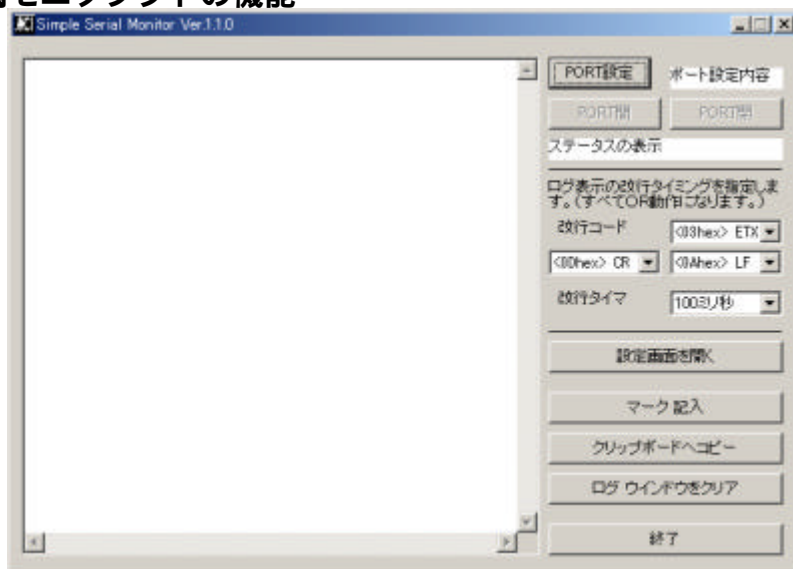 の機能
Simple Serial Monitor Ver.1.1.0
PORT設定 ポート設定内容
PORT開 PORT閉
ステータスの表示
ログ表示の改行タイミングを指定しま
す。(すべてOR動作になります。)
改行コード <03hex> ETX
<0Dhex> CR <0Ahex> LF
改行タイマ 100ミリ秒
設定画面を開く
マーク 記入
クリップボードへコピー
ログ ウインドウをクリア
終了